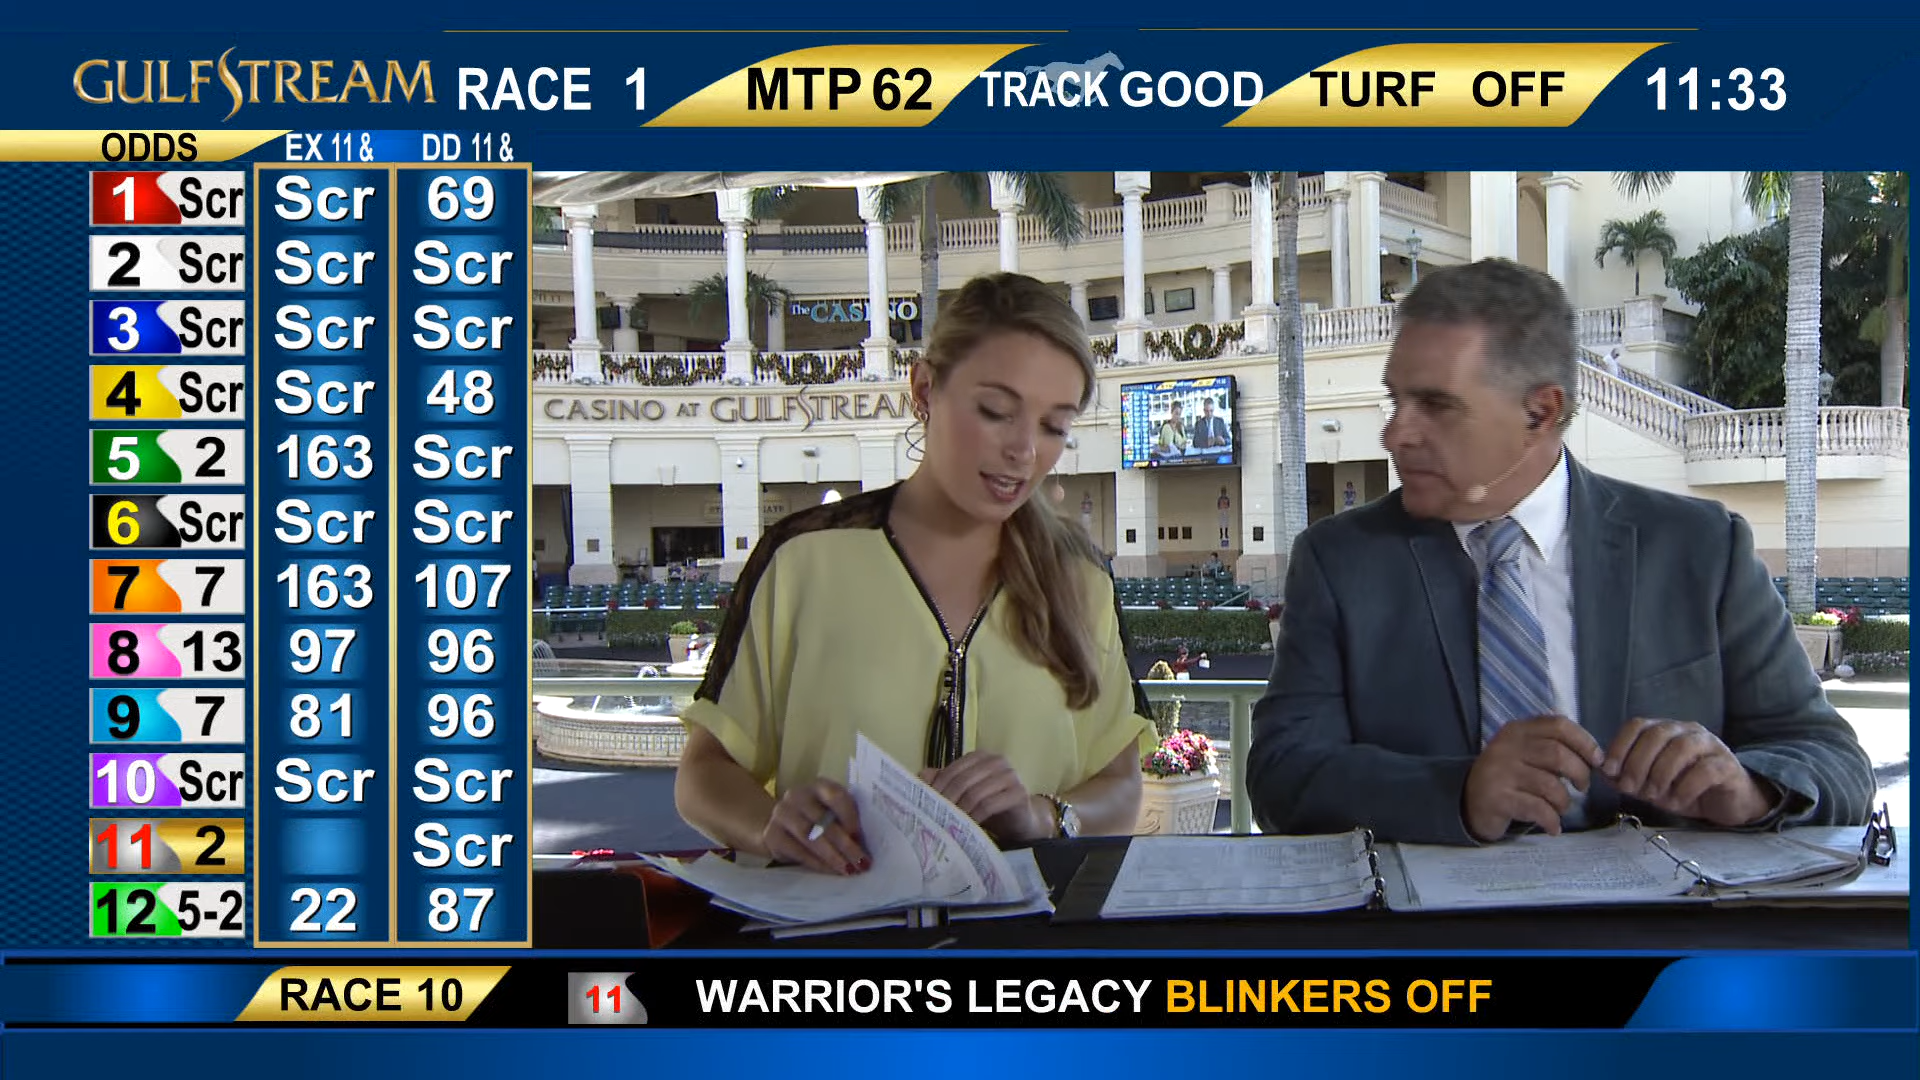 GULFSTREAM RACE 1 MTP 62 TRACK GOOD TURF OFF 11:33
ODDS EX 11 & DD 11 &
1 Scr Scr 69
2 Scr Scr Scr
3 Scr Scr Scr
4 Scr Scr 48
5 2 163 Scr
6 Scr Scr Scr
7 7 163 107
8 13 97 96
9 7 81 96
10 Scr Scr Scr
11 2 Scr
12 5-2 22 87
The CASINO
CASINO AT GULFSTREAM
RACE 10 11 WARRIOR'S LEGACY BLINKERS OFF